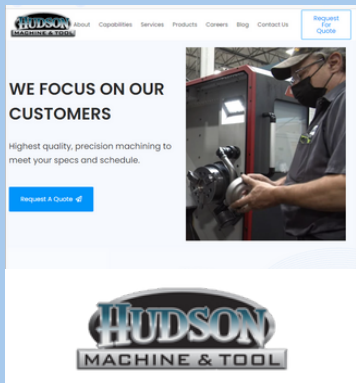 HUDSON
MACHINE & TOOL
About Capabilities Services Products Careers Blog Contact Us
Request
For
Quote
WE FOCUS ON OUR
CUSTOMERS
Highest quality, precision machining to
meet your specs and schedule.
Request A Quote
HUDSON
MACHINE & TOOL